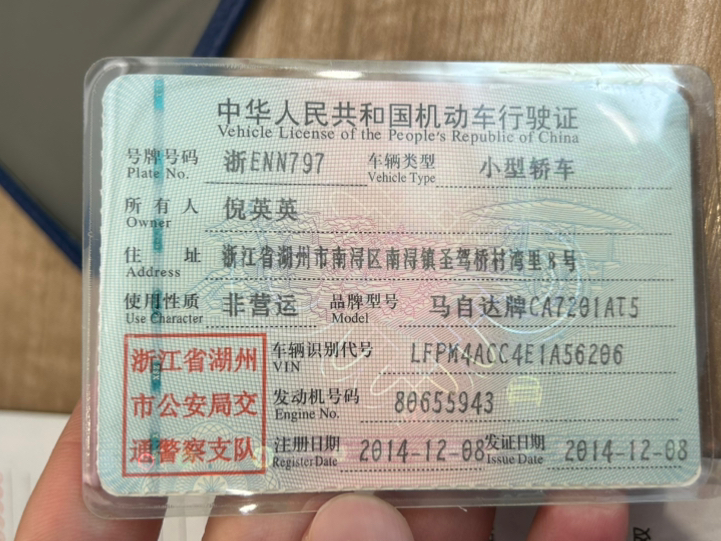 中华人民共和国机动车行驶证
Vehicle License of the People's Republic of China
号牌号码 浙ENN797 车辆类型 小型轿车
Plate No. Vehicle Type
所有人 倪英英
Owner
住址 浙江省湖州市南浔区南浔镇圣驾桥村湾里8号
Address
使用性质 非营运 品牌型号 马自达牌CA7201AT5
Use Character Model
浙江省湖州
市公安局交
通警察支队
车辆识别代号 LFPM4ACC4E1A56206
VIN
发动机号码 80655943
Engine No.
注册日期 2014-12-08 发证日期 2014-12-08
Register Date Issue Date